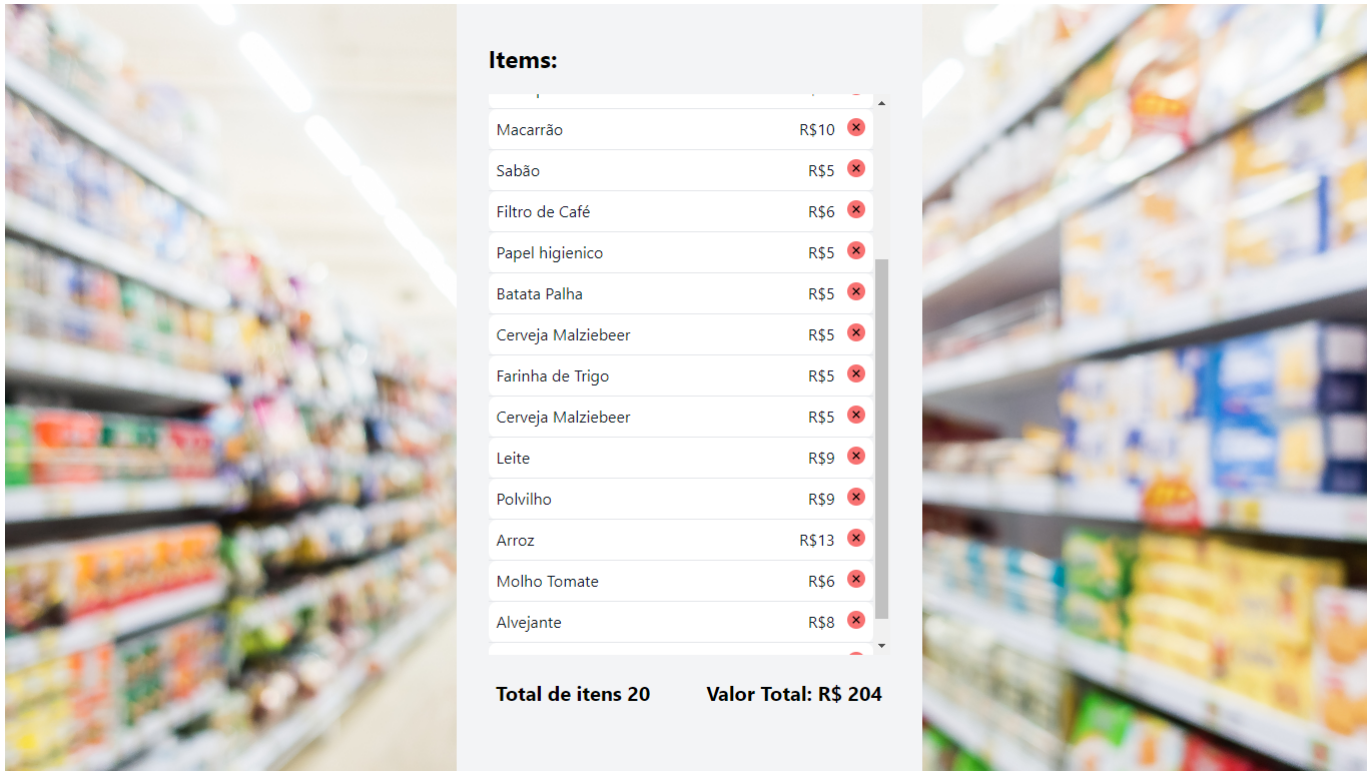 Items:
Macarrão R$10
Sabão R$5
Filtro de Café R$6
Papel higienico R$5
Batata Palha R$5
Cerveja Malziebeer R$5
Farinha de Trigo R$5
Cerveja Malziebeer R$5
Leite R$9
Polvilho R$9
Arroz R$13
Molho Tomate R$6
Alvejante R$8
Total de itens 20 Valor Total: R$ 204